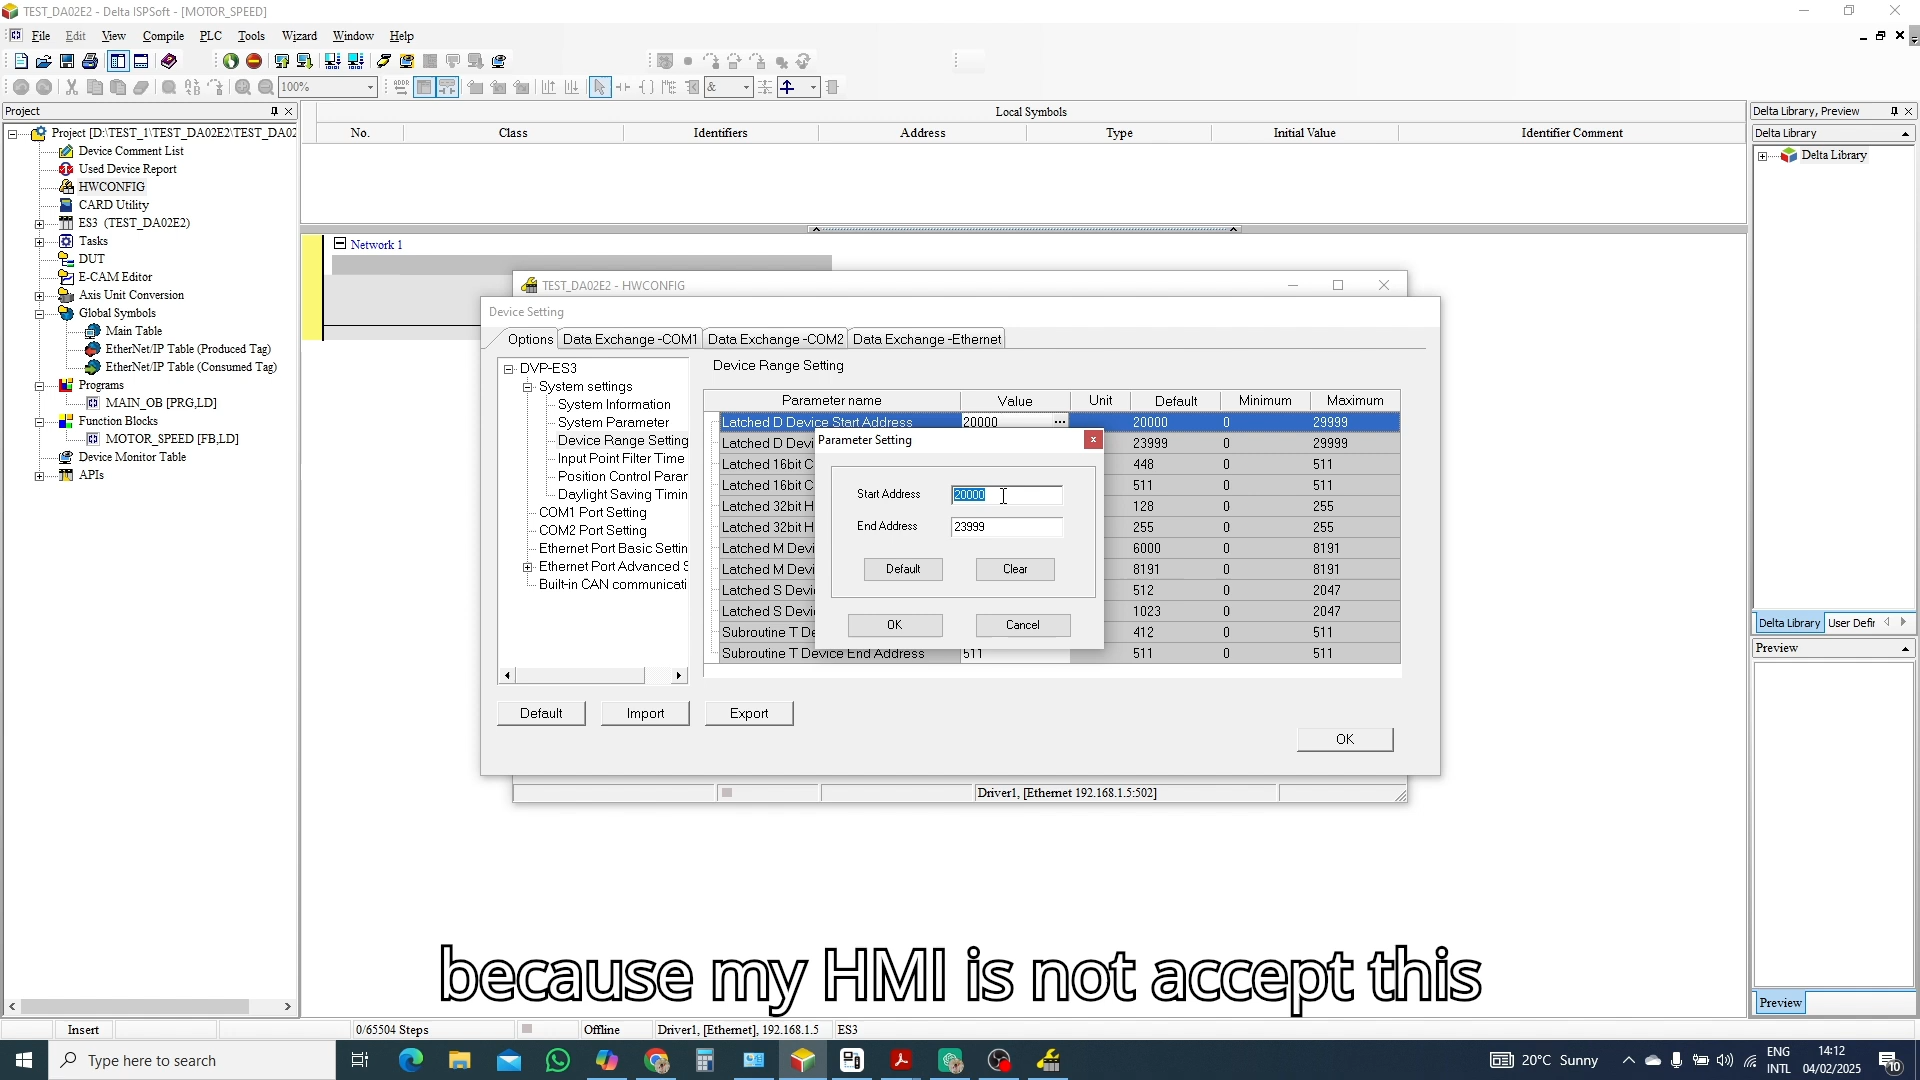 TEST_DA02E2 - Delta ISPSoft - [MOTOR_SPEED]
File Edit View Compile PLC Tools Wizard Window Help
100%
&
Project
Project [D:\TEST_1\TEST_DA02E2\TEST_DA02
Device Comment List
Used Device Report
HWCONFIG
CARD Utility
ES3 (TEST_DA02E2)
Tasks
DUT
E-CAM Editor
Axis Unit Conversion
Global Symbols
Main Table
EtherNet/IP Table (Produced Tag)
EtherNet/IP Table (Consumed Tag)
Programs
MAIN_OB [PRG,LD]
Function Blocks
MOTOR_SPEED [FB,LD]
Device Monitor Table
APIs
Local Symbols
No. Class Identifiers Address Type Initial Value Identifier Comment
Network 1
TEST_DA02E2 - HWCONFIG
Device Setting
Options Data Exchange -COM1 Data Exchange -COM2 Data Exchange -Ethernet
DVP-ES3
System settings
System Information
System Parameter
Device Range Setting
Input Point Filter Time
Position Control Parar
Daylight Saving Timin
COM1 Port Setting
COM2 Port Setting
Ethernet Port Basic Settin
Ethernet Port Advanced S
Built-in CAN communicati
Device Range Setting
Parameter name Value Unit Default Minimum Maximum
Latched D Device Start Address 20000 ... 20000 0 29999
Latched D Devi 23999 0 29999
Latched 16bit C 448 0 511
Latched 16bit C 511 0 511
Latched 32bit H 128 0 255
Latched 32bit H 255 0 255
Latched M Devi 6000 0 8191
Latched M Devi 8191 0 8191
Latched S Devi 512 0 2047
Latched S Devi 1023 0 2047
Subroutine T De 412 0 511
Subroutine T Device End Address 511 511 0 511
Parameter Setting
Start Address 20000
End Address 23999
Default Clear
OK Cancel
Default Import Export
OK
Driver1, [Ethernet 192.168.1.5:502]
Delta Library, Preview
Delta Library
Delta Library
Delta Library User Defir
Preview
Preview
because my HMI is not accept this
Insert 0/65504 Steps Offline Driver1, [Ethernet], 192.168.1.5 ES3
Type here to search
20°C Sunny
ENG
INTL
14:12
04/02/2025
10